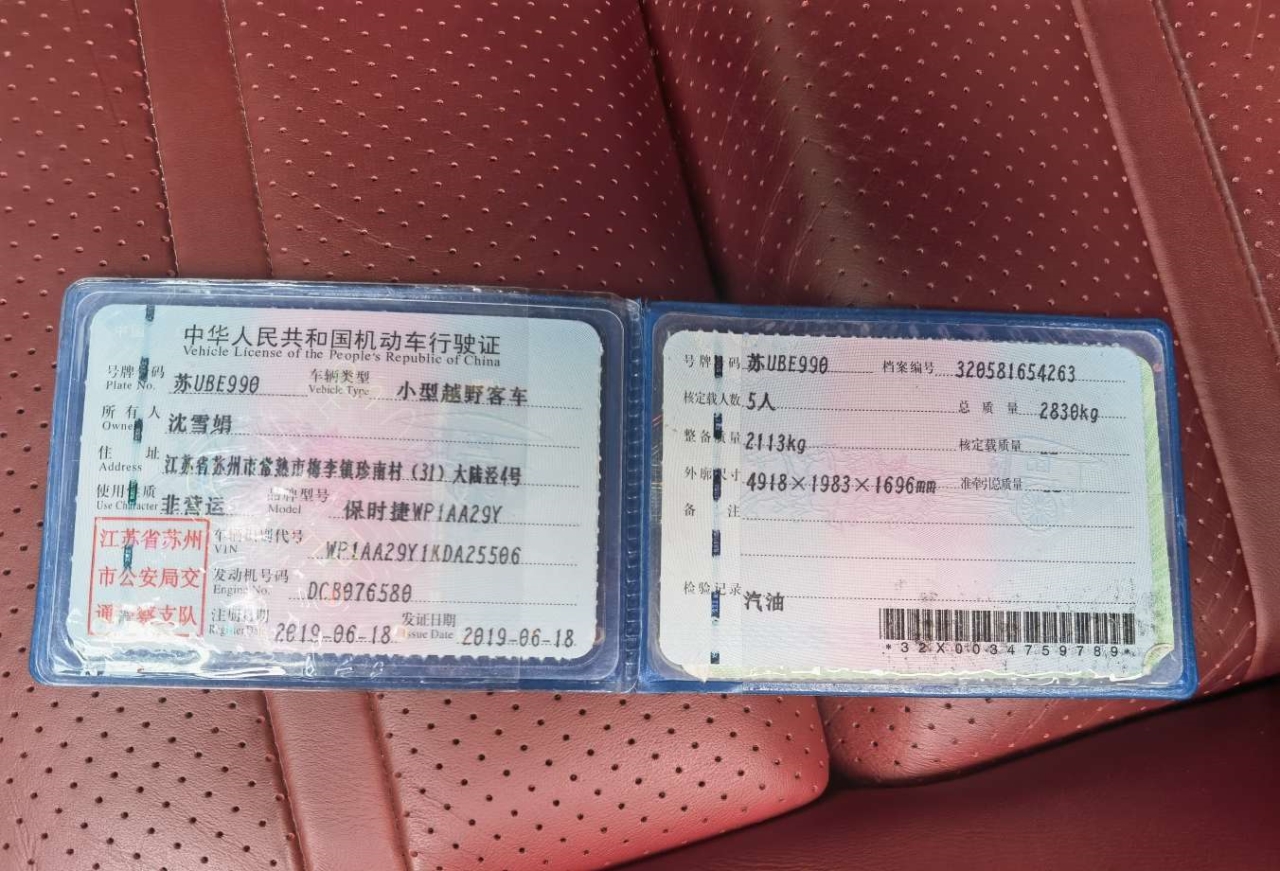 中华人民共和国机动车行驶证
Vehicle License of the People's Republic of China
号牌号码 苏UBE990 车辆类型 小型越野客车
Plate No. Vehicle Type
所有人 沈雪娟
Owner
住址 江苏省苏州市常熟市梅李镇珍南村(31)大陆泾4号
Address
使用性质 非营运 品牌型号 保时捷WP1AA29Y
Use Character Model
江苏省苏州
市公安局交
通警察支队
车辆识别代号 WP1AA29Y1KDA25506
VIN
发动机号码 DCB076580
Engine No.
注册日期 2019-06-18 发证日期 2019-06-18
Register Date Issue Date
号牌号码 苏UBE990 档案编号 320581654263
核定载人数 5人 总质量 2830kg
整备质量 2113kg 核定载质量 --
外廓尺寸 4918×1983×1696mm 准牵引总质量 --
备注
检验记录 汽油
*32X0034759789*